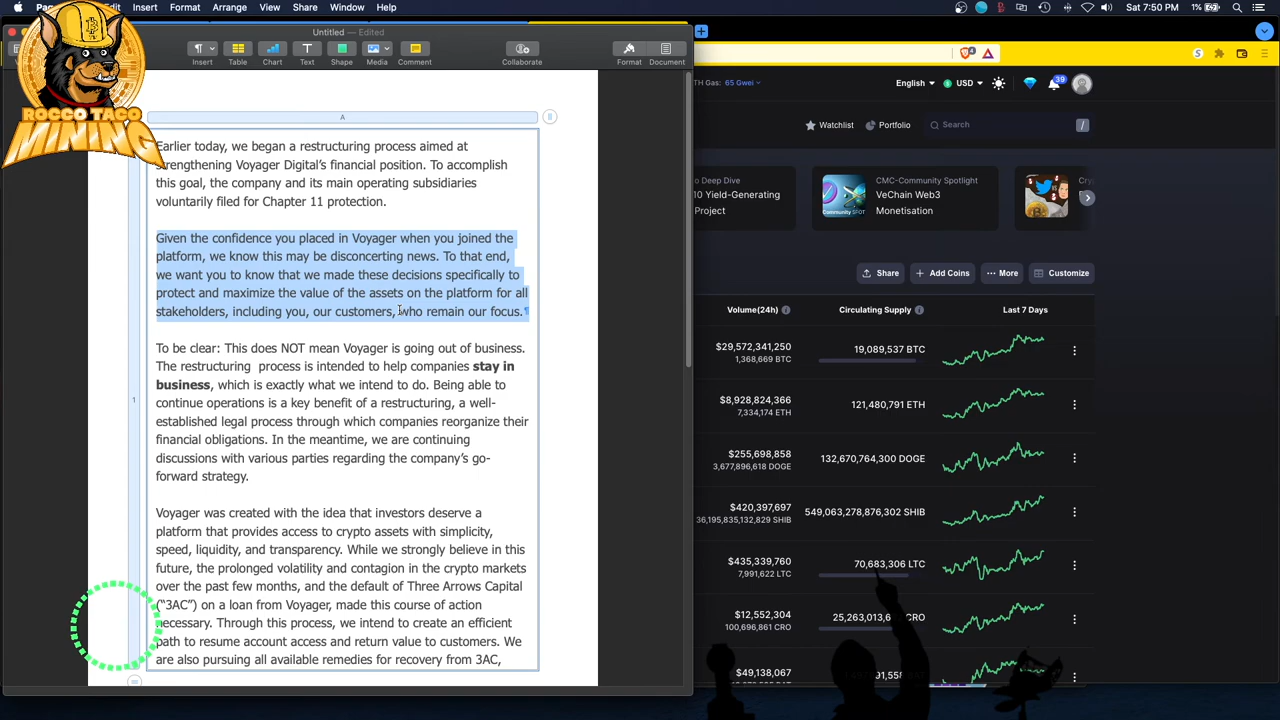 Pag
Edit
Insert
Format
Arrange
View
Share
Window
Help
1%
Sat 7:50 PM
Untitled — Edited
Insert
Table
Chart
Text
Shape
Media
Comment
Collaborate
Format
Document
ROCCO TACO
MINING
A
1
Earlier today, we began a restructuring process aimed at
strengthening Voyager Digital's financial position. To accomplish
this goal, the company and its main operating subsidiaries
voluntarily filed for Chapter 11 protection.
Given the confidence you placed in Voyager when you joined the
platform, we know this may be disconcerting news. To that end,
we want you to know that we made these decisions specifically to
protect and maximize the value of the assets on the platform for all
stakeholders, including you, our customers, who remain our focus.
To be clear: This does NOT mean Voyager is going out of business.
The restructuring process is intended to help companies stay in
business, which is exactly what we intend to do. Being able to
continue operations is a key benefit of a restructuring, a well-
established legal process through which companies reorganize their
financial obligations. In the meantime, we are continuing
discussions with various parties regarding the company's go-
forward strategy.
Voyager was created with the idea that investors deserve a
platform that provides access to crypto assets with simplicity,
speed, liquidity, and transparency. While we strongly believe in this
future, the prolonged volatility and contagion in the crypto markets
over the past few months, and the default of Three Arrows Capital
("3AC") on a loan from Voyager, made this course of action
necessary. Through this process, we intend to create an efficient
path to resume account access and return value to customers. We
are also pursuing all available remedies for recovery from 3AC,
TH Gas: 65 Gwei
English
USD
39
Watchlist
Portfolio
Search
/
o Deep Dive
10 Yield-Generating
Project
CMC-Community Spotlight
VeChain Web3
Monetisation
Share
Add Coins
More
Customize
Volume(24h)
Circulating Supply
Last 7 Days
$29,572,341,250
1,368,669 BTC
19,089,537 BTC
$8,928,824,366
7,334,174 ETH
121,480,791 ETH
$255,698,858
3,677,896,618 DOGE
132,670,764,300 DOGE
$420,397,697
36,195,835,132,829 SHIB
549,063,278,876,302 SHIB
$435,339,760
7,991,622 LTC
70,683,306 LTC
$12,552,304
100,696,861 CRO
CRO
$49,138,067